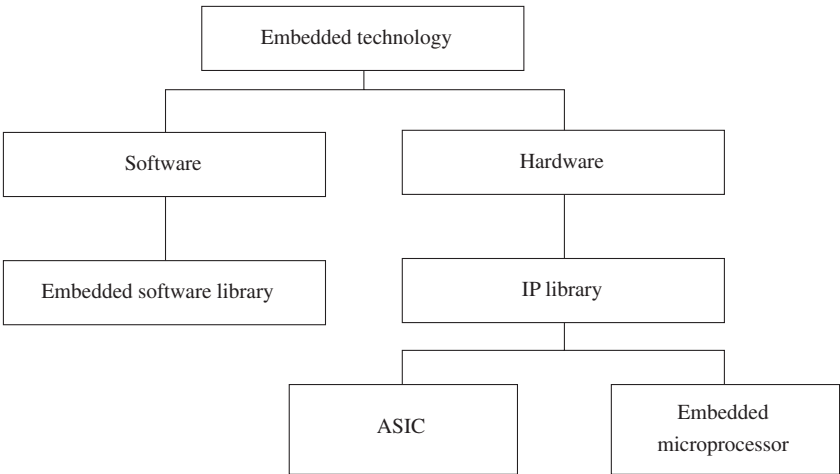 Embedded technology
Software
Hardware
Embedded software library
IP library
ASIC
Embedded
microprocessor